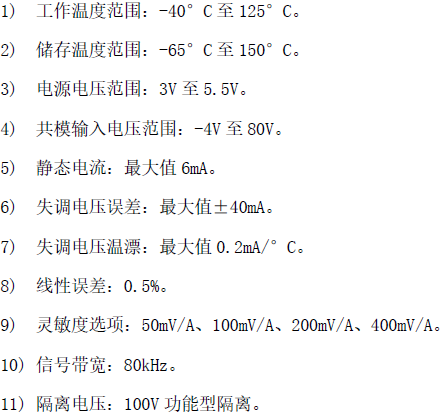 1) 工作温度范围：-40°C 至 125°C。
2) 储存温度范围：-65°C 至 150°C。
3) 电源电压范围：3V 至 5.5V。
4) 共模输入电压范围：-4V 至 80V。
5) 静态电流：最大值 6mA。
6) 失调电压误差：最大值±40mA。
7) 失调电压温漂：最大值 0.2mA/°C。
8) 线性误差：0.5%。
9) 灵敏度选项：50mV/A、100mV/A、200mV/A、400mV/A。
10) 信号带宽：80kHz。
11) 隔离电压：100V 功能型隔离。